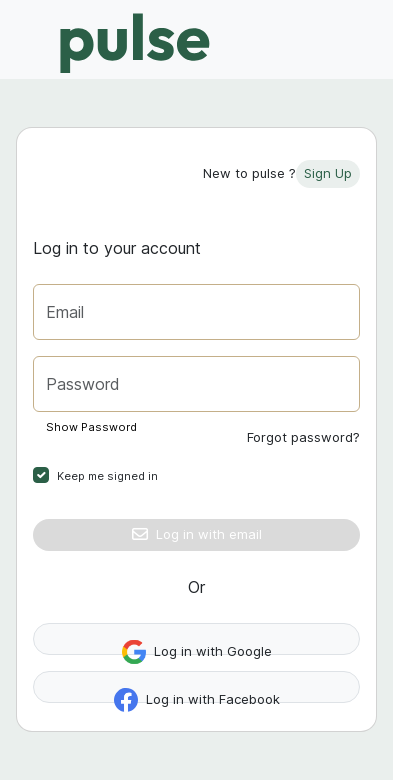 pulse
New to pulse ? Sign Up
Log in to your account
Email
Password
Show Password
Forgot password?
Keep me signed in
Log in with email
Or
Log in with Google
Log in with Facebook